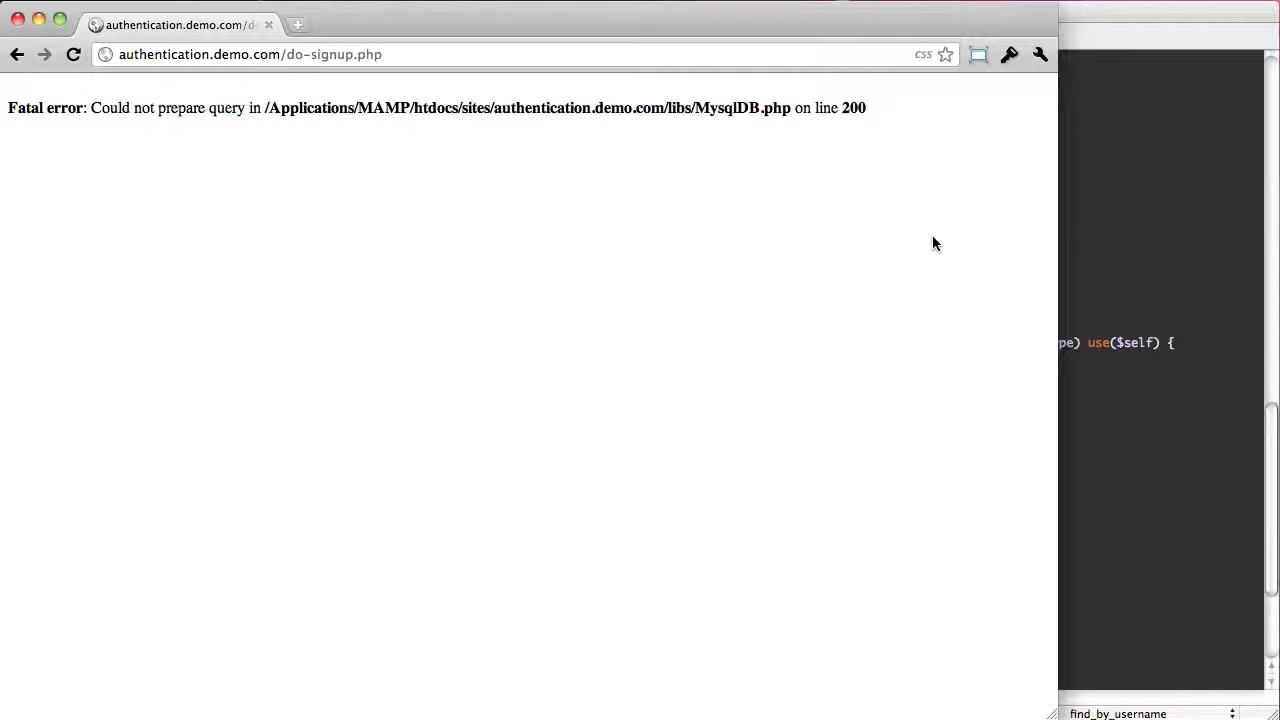 authentication.demo.com/d
authentication.demo.com/do-signup.php
CSS
Fatal error: Could not prepare query in /Applications/MAMP/htdocs/sites/authentication.demo.com/libs/MysqlDB.php on line 200
pe) use($self) {
find_by_username